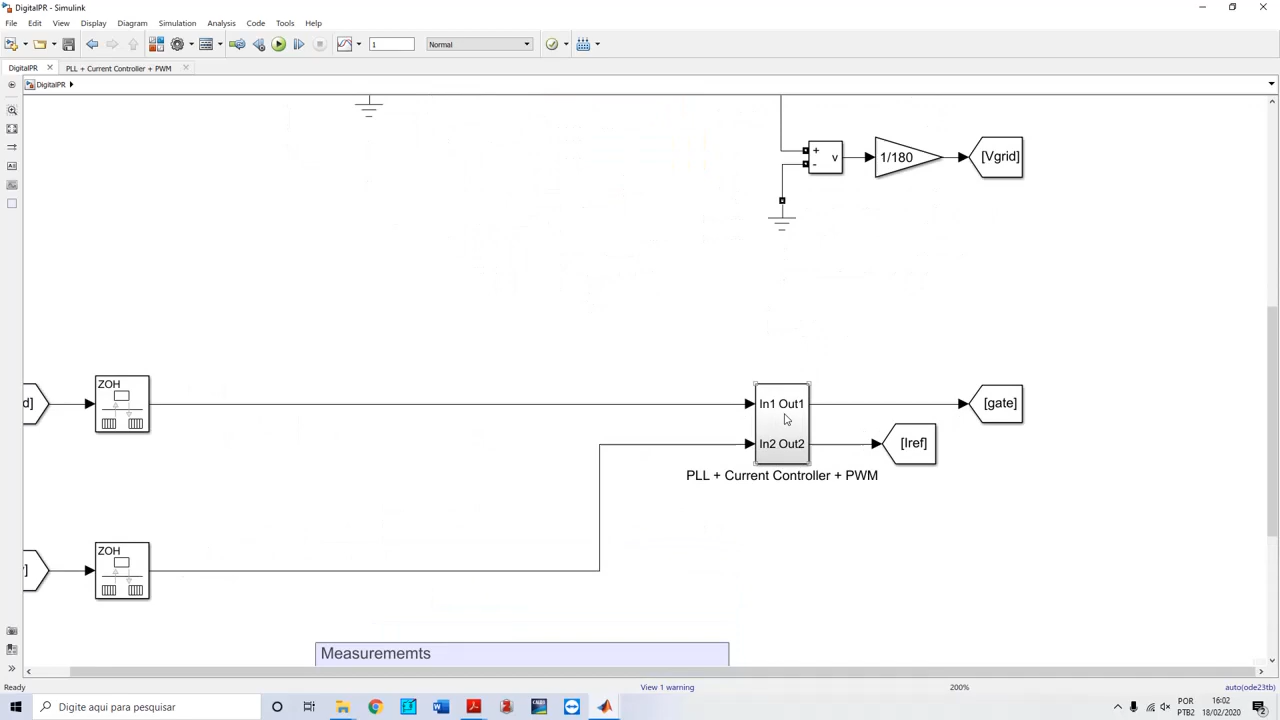 DigitalPR - Simulink
File Edit View Display Diagram Simulation Analysis Code Tools Help
1 Normal
DigitalPR PLL + Current Controller + PWM
DigitalPR
+ - v 1/180 [Vgrid]
ZOH d] In1 Out1 [gate]
In2 Out2 [Iref]
PLL + Current Controller + PWM
ZOH
Measurememts
Ready View 1 warning 200% auto(ode23tb)
Digite aqui para pesquisar POR PTB2 16:02 18/02/2020 2